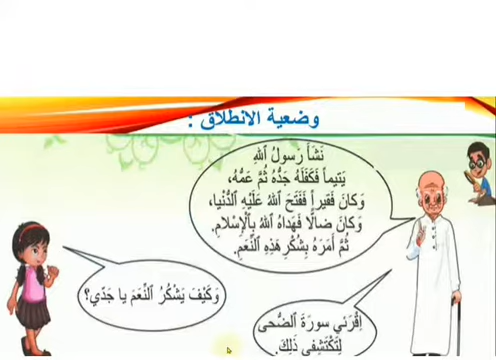 وضعية الانطلاق :
نَشَأَ رَسولُ اللهِ
يَتيماً فَكَفَلَهُ جَدُّهُ ثُمَّ عَمُّهُ،
وَكانَ فَقيراً فَفَتَحَ اللهُ عَلَيْهِ الدُّنْيا،
وَكانَ ضالّاً فَهَداهُ اللهُ بِالْإِسْلامِ.
ثُمَّ أَمَرَهُ بِشُكْرِ هَذِهِ النِّعَمِ.
وَكَيْفَ يَشْكُرُ النِّعَمَ يا جَدّي؟
اِقْرَئي سورَةَ الضُّحى
لِتَكْتَشِفي ذَلِكَ.